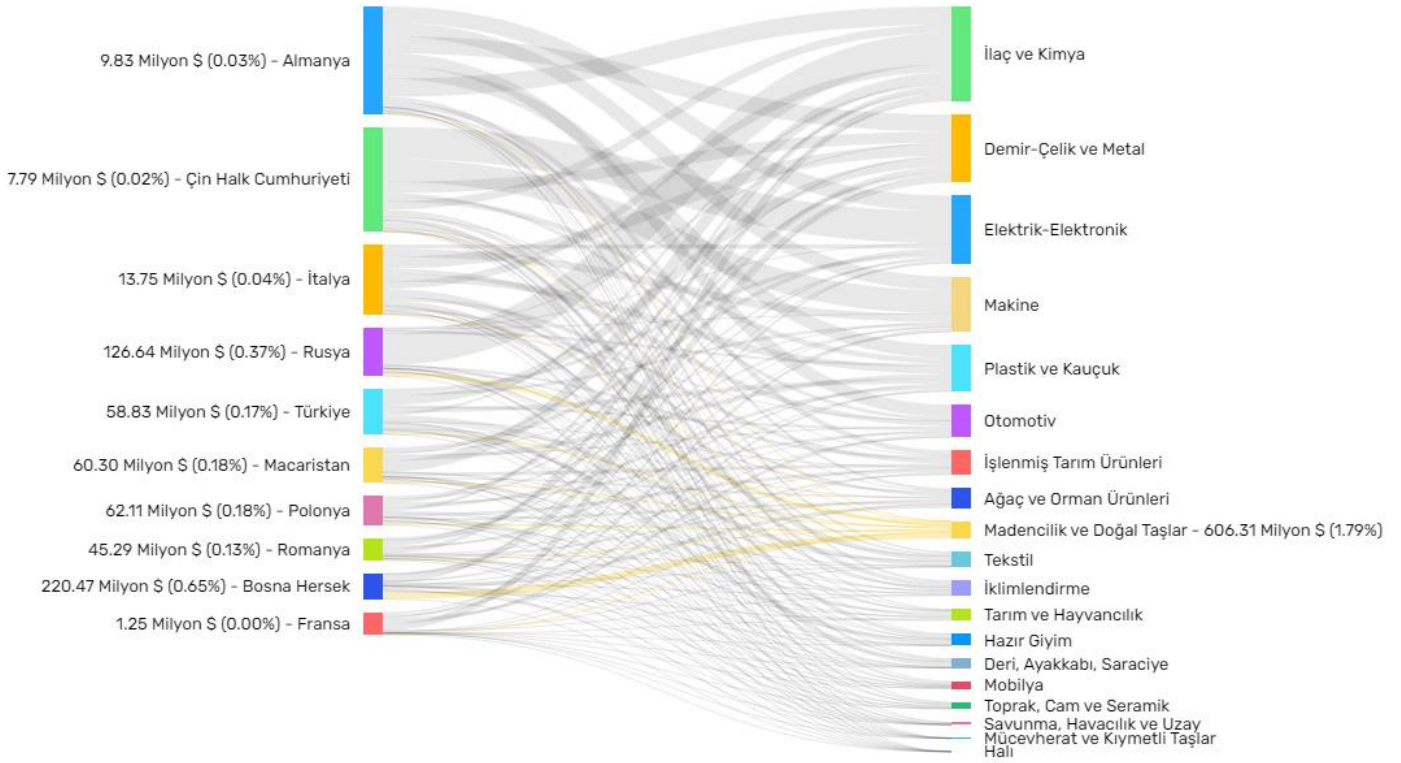 9.83 Milyon $ (0.03%) - Almanya
7.79 Milyon $ (0.02%) - Çin Halk Cumhuriyeti
13.75 Milyon $ (0.04%) - İtalya
126.64 Milyon $ (0.37%) - Rusya
58.83 Milyon $ (0.17%) - Türkiye
60.30 Milyon $ (0.18%) - Macaristan
62.11 Milyon $ (0.18%) - Polonya
45.29 Milyon $ (0.13%) - Romanya
220.47 Milyon $ (0.65%) - Bosna Hersek
1.25 Milyon $ (0.00%) - Fransa
İlaç ve Kimya
Demir-Çelik ve Metal
Elektrik-Elektronik
Makine
Plastik ve Kauçuk
Otomotiv
İşlenmiş Tarım Ürünleri
Ağaç ve Orman Ürünleri
Madencilik ve Doğal Taşlar - 606.31 Milyon $ (1.79%)
Tekstil
İklimlendirme
Tarım ve Hayvancılık
Hazır Giyim
Deri, Ayakkabı, Saraciye
Mobilya
Toprak, Cam ve Seramik
Savunma, Havacılık ve Uzay
Mücevherat ve Kıymetli Taşlar
Halı